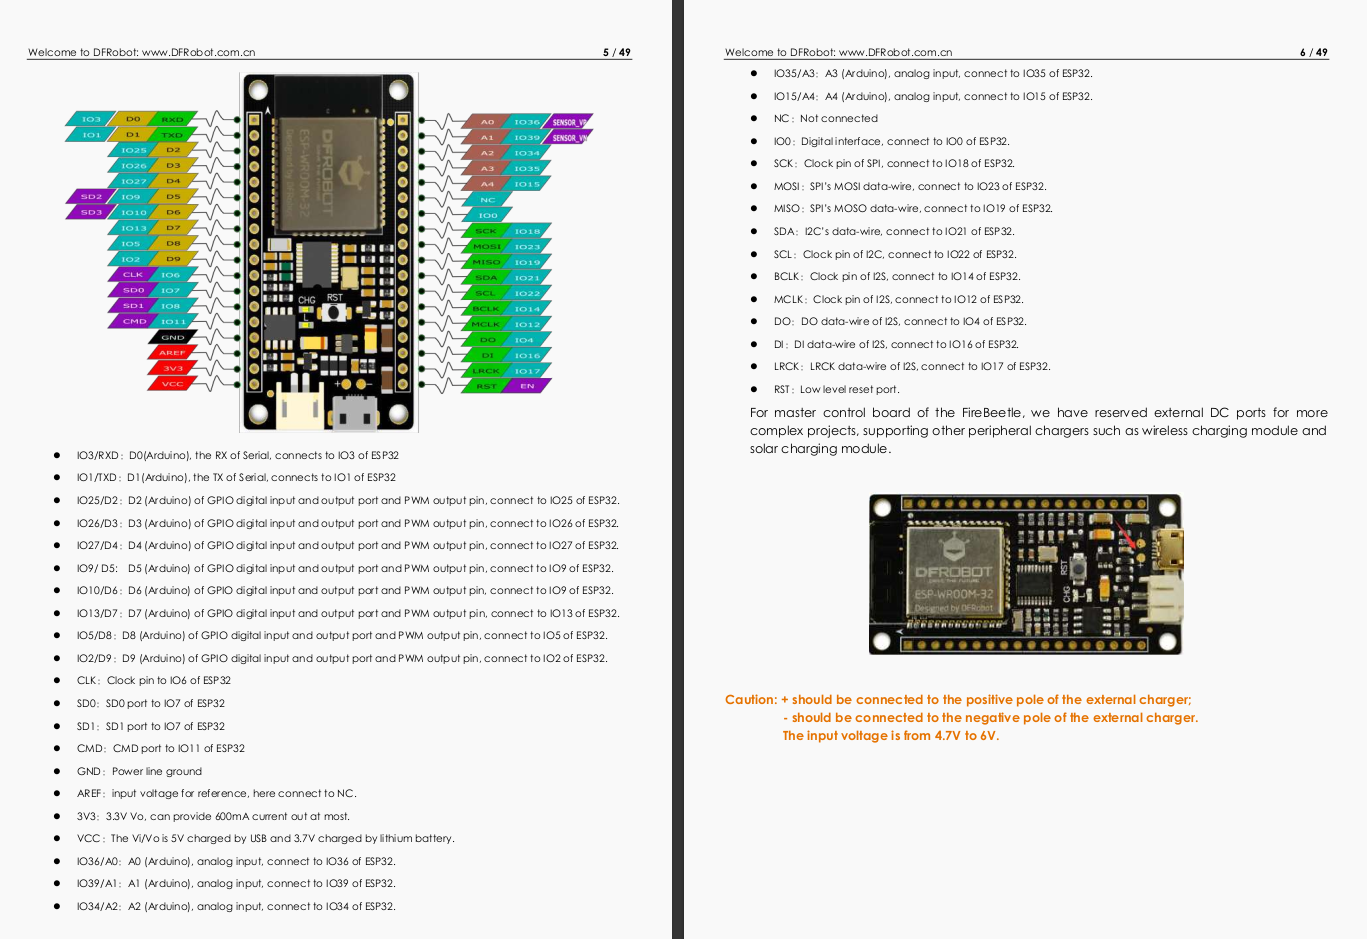 Welcome to DFRobot: www.DFRobot.com.cn 5 / 49
IO3 D0 RXD
IO1 D1 TXD
IO25 D2
IO26 D3
IO27 D4
SD2 IO9 D5
SD3 IO10 D6
IO13 D7
IO5 D8
IO2 D9
CLK IO6
SD0 IO7
SD1 IO8
CMD IO11
GND
AREF
3V3
VCC
DFROBOT
ESP-WROOM-32
CHG RST
A0 IO36 SENSOR_VP
A1 IO39 SENSOR_VN
A2 IO34
A3 IO35
A4 IO15
NC
IO0
SCK IO18
MOSI IO23
MISO IO19
SDA IO21
SCL IO22
BCLK IO14
MCLK IO12
DO IO4
DI IO16
LRCK IO17
RST EN
● IO3/RXD： D0(Arduino), the RX of Serial, connects to IO3 of ESP32
● IO1/TXD： D1(Arduino), the TX of Serial, connects to IO1 of ESP32
● IO25/D2： D2 (Arduino) of GPIO digital input and output port and PWM output pin, connect to IO25 of ESP32.
● IO26/D3： D3 (Arduino) of GPIO digital input and output port and PWM output pin, connect to IO26 of ESP32.
● IO27/D4： D4 (Arduino) of GPIO digital input and output port and PWM output pin, connect to IO27 of ESP32.
● IO9/ D5: D5 (Arduino) of GPIO digital input and output port and PWM output pin, connect to IO9 of ESP32.
● IO10/D6： D6 (Arduino) of GPIO digital input and output port and PWM output pin, connect to IO9 of ESP32.
● IO13/D7： D7 (Arduino) of GPIO digital input and output port and PWM output pin, connect to IO13 of ESP32.
● IO5/D8： D8 (Arduino) of GPIO digital input and output port and PWM output pin, connect to IO5 of ESP32.
● IO2/D9： D9 (Arduino) of GPIO digital input and output port and PWM output pin, connect to IO2 of ESP32.
● CLK： Clock pin to IO6 of ESP32
● SD0： SD0 port to IO7 of ESP32
● SD1： SD1 port to IO7 of ESP32
● CMD： CMD port to IO11 of ESP32
● GND： Power line ground
● AREF： input voltage for reference, here connect to NC.
● 3V3： 3.3V Vo, can provide 600mA current out at most.
● VCC： The Vi/Vo is 5V charged by USB and 3.7V charged by lithium battery.
● IO36/A0： A0 (Arduino), analog input, connect to IO36 of ESP32.
● IO39/A1： A1 (Arduino), analog input, connect to IO39 of ESP32.
● IO34/A2： A2 (Arduino), analog input, connect to IO34 of ESP32.
Welcome to DFRobot: www.DFRobot.com.cn 6 / 49
● IO35/A3： A3 (Arduino), analog input, connect to IO35 of ESP32.
● IO15/A4： A4 (Arduino), analog input, connect to IO15 of ESP32.
● NC： Not connected
● IO0： Digital interface, connect to IO0 of ESP32.
● SCK： Clock pin of SPI, connect to IO18 of ESP32.
● MOSI： SPI's MOSI data-wire, connect to IO23 of ESP32.
● MISO： SPI's MOSO data-wire, connect to IO19 of ESP32.
● SDA： I2C's data-wire, connect to IO21 of ESP32.
● SCL： Clock pin of I2C, connect to IO22 of ESP32.
● BCLK： Clock pin of I2S, connect to IO14 of ESP32.
● MCLK： Clock pin of I2S, connect to IO12 of ESP32.
● DO： DO data-wire of I2S, connect to IO4 of ESP32.
● DI： DI data-wire of I2S, connect to IO16 of ESP32.
● LRCK： LRCK data-wire of I2S, connect to IO17 of ESP32.
● RST： Low level reset port.
For master control board of the FireBeetle, we have reserved external DC ports for more
complex projects, supporting other peripheral chargers such as wireless charging module and
solar charging module.
DFROBOT
DRIVE THE FUTURE
ESP-WROOM-32
Designed by DFRobot
RST
CHG
Caution: + should be connected to the positive pole of the external charger;
- should be connected to the negative pole of the external charger.
The input voltage is from 4.7V to 6V.